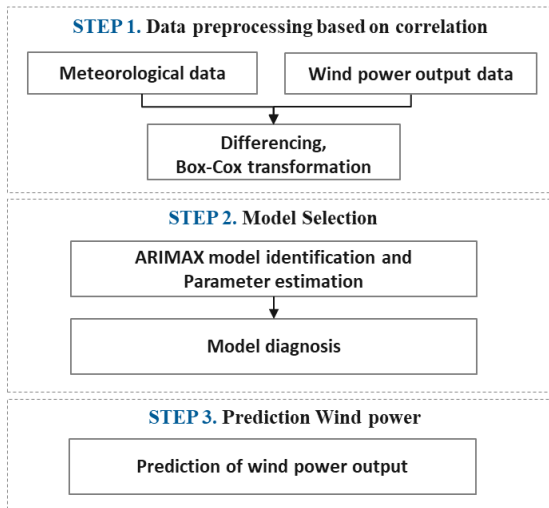 STEP 1. Data preprocessing based on correlation
Meteorological data
Wind power output data
Differencing,
Box-Cox transformation
STEP 2. Model Selection
ARIMAX model identification and
Parameter estimation
Model diagnosis
STEP 3. Prediction Wind power
Prediction of wind power output